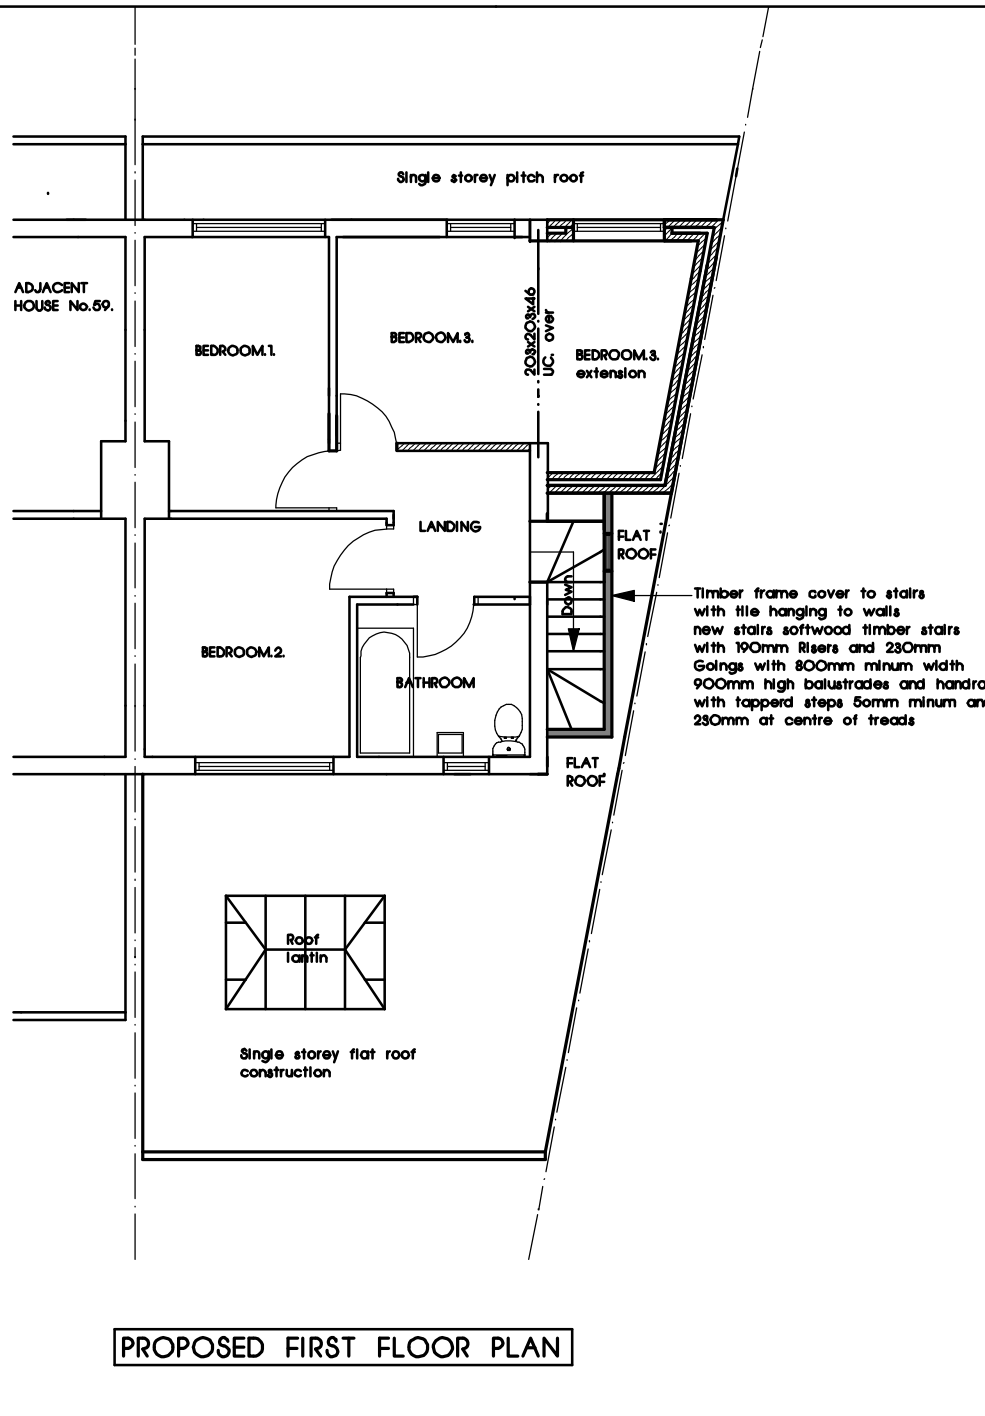 Single storey pitch roof
ADJACENT
HOUSE No.59.
BEDROOM.1.
BEDROOM.3.
203x203x46
UC. over
BEDROOM.3.
extension
LANDING
FLAT
ROOF
Down
Timber frame cover to stairs
with tile hanging to walls
new stairs softwood timber stairs
with 190mm Risers and 230mm
Goings with 800mm minum width
900mm high balustrades and handra
with tapperd steps 50mm minum an
230mm at centre of treads
BEDROOM.2.
BATHROOM
FLAT
ROOF.
Roof
lantin
Single storey flat roof
construction
PROPOSED FIRST FLOOR PLAN